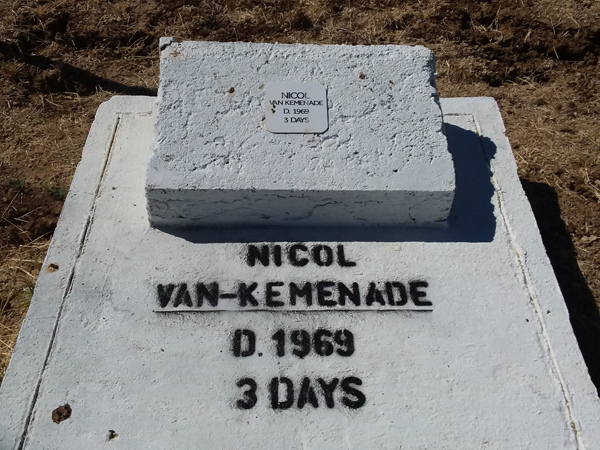 NICOL
VAN KEMENADE
D. 1969
3 DAYS
NICOL
VAN-KEMENADE
D. 1969
3 DAYS